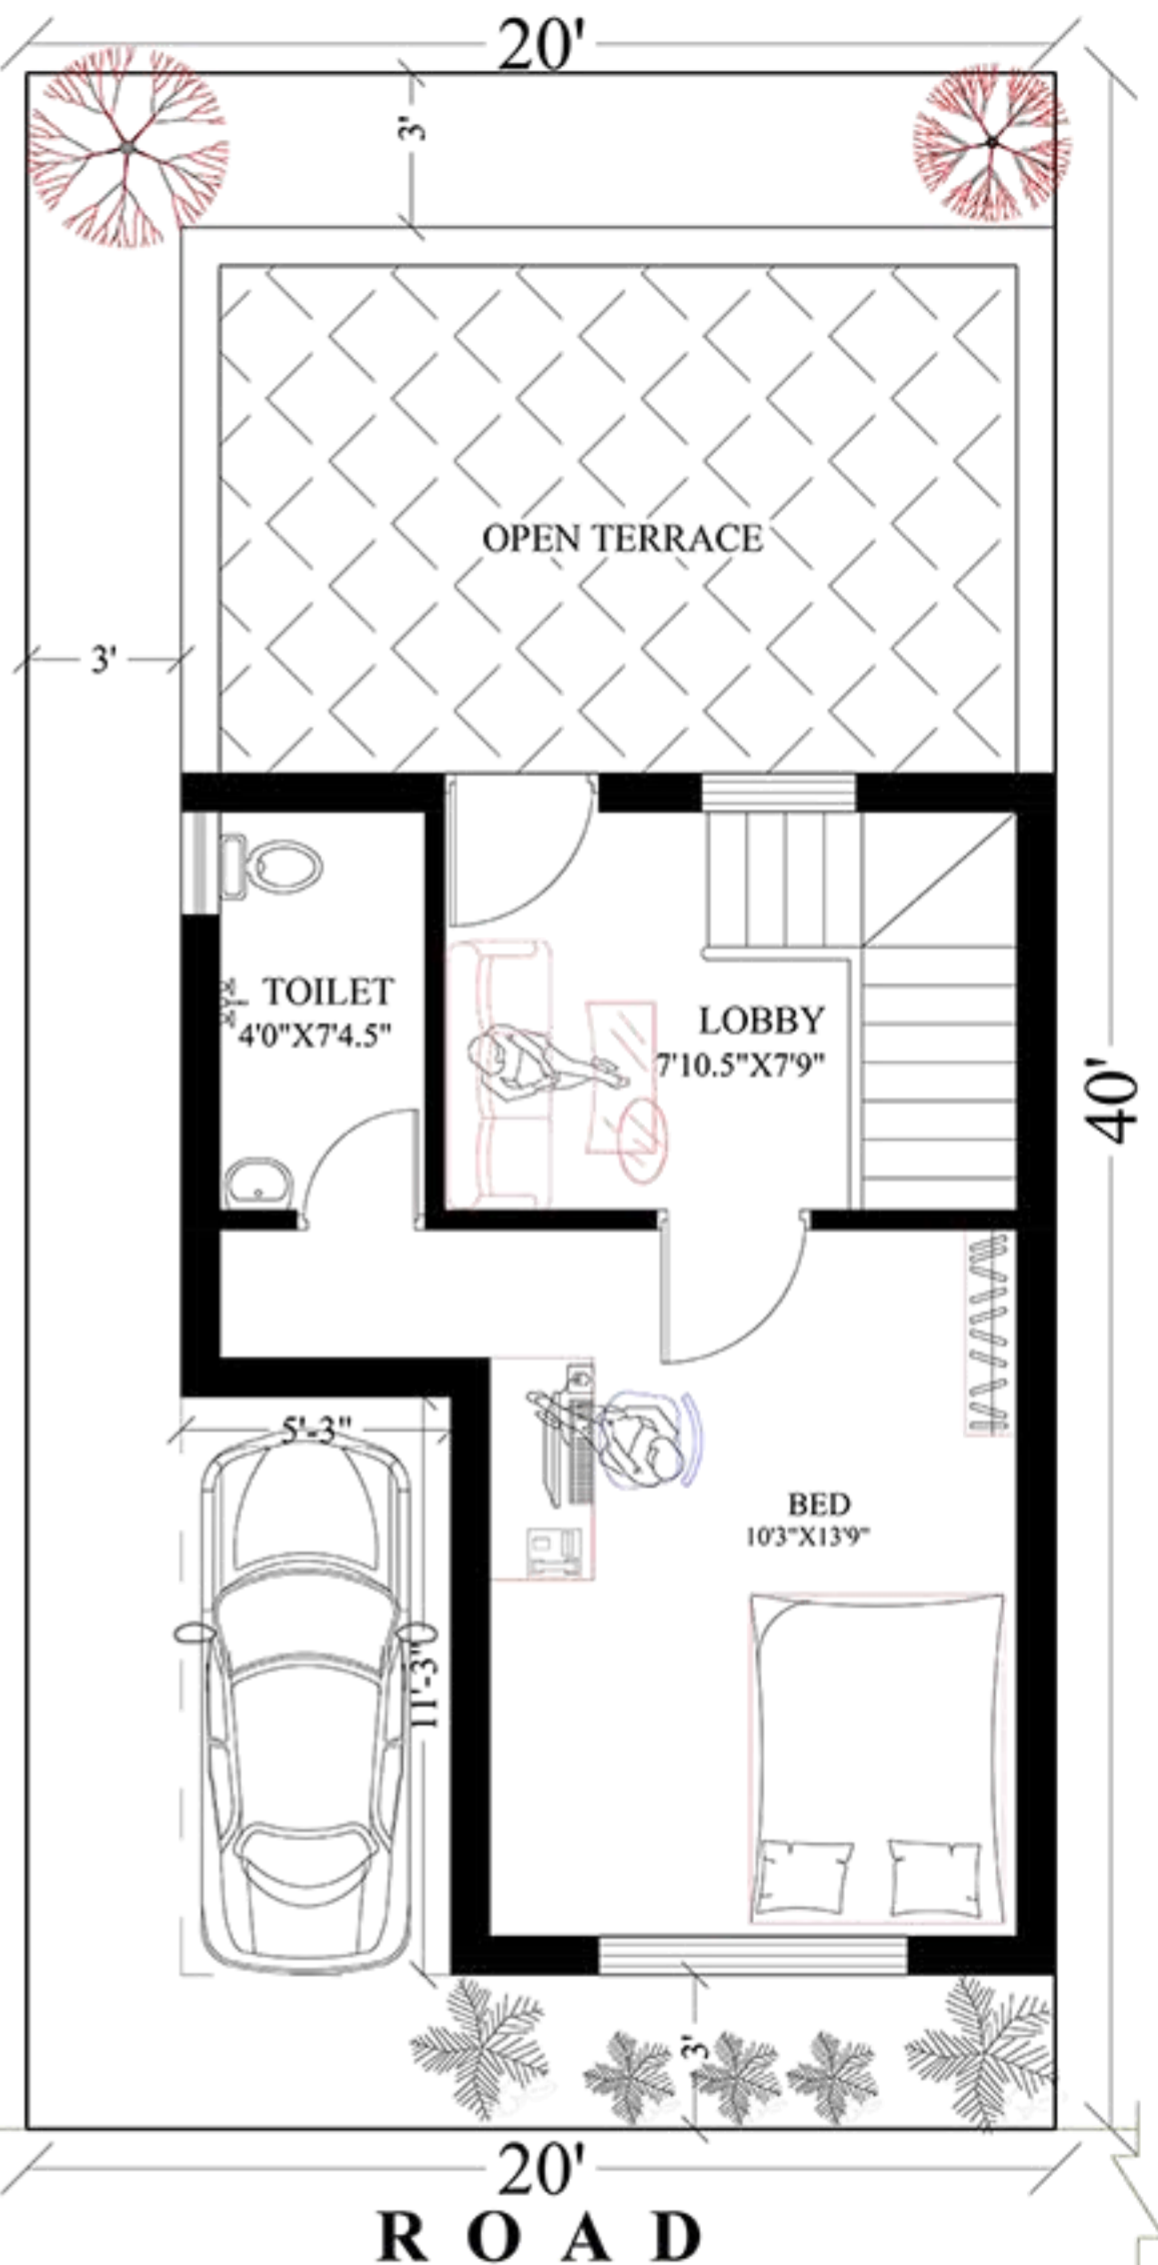 20'
3'
OPEN TERRACE
3'
TOILET
4'0"X7'4.5"
LOBBY
7'10.5"X7'9"
40'
5'-3"
BED
10'3"X13'9"
11'-3"
3'
20'
ROAD